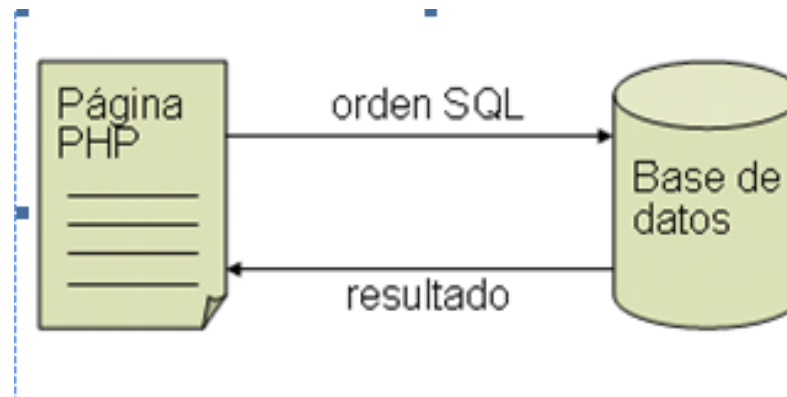 Página
PHP
orden SQL
Base de
datos
resultado